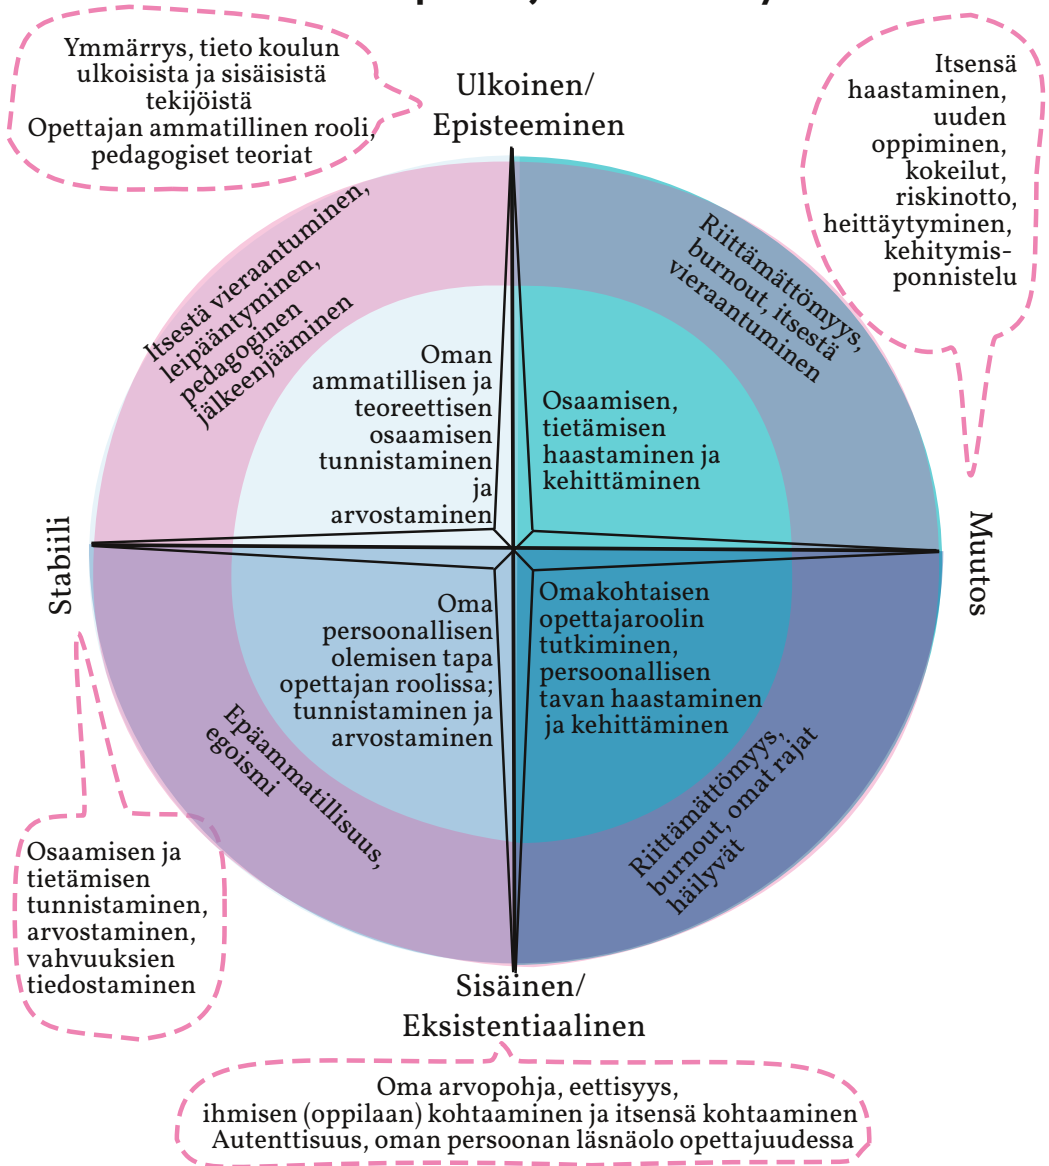 Ymmärrys, tieto koulun
ulkoisista ja sisäisistä
tekijöistä
Opettajan ammatillinen rooli,
pedagogiset teoriat
Ulkoinen/
Episteeminen
Itsensä
haastaminen,
uuden
oppiminen,
kokeilut,
riskinotto,
heittäytyminen,
kehitymis-
ponnistelu
Itsestä vieraantuminen,
leipääntyminen,
pedagoginen
jälkeenjääminen
Riittämättömyys,
burnout, itsestä
vieraantuminen
Oman
ammatillisen ja
teoreettisen
osaamisen
tunnistaminen
ja
arvostaminen
Osaamisen,
tietämisen
haastaminen ja
kehittäminen
Stabiili
Muutos
Oma
persoonallisen
olemisen tapa
opettajan roolissa;
tunnistaminen ja
arvostaminen
Omakohtaisen
opettajaroolin
tutkiminen,
persoonallisen
tavan haastaminen
ja kehittäminen
Epäammatillisuus,
egoismi
Riittämättömyys,
burnout, omat rajat
häilyvät
Osaamisen ja
tietämisen
tunnistaminen,
arvostaminen,
vahvuuksien
tiedostaminen
Sisäinen/
Eksistentiaalinen
Oma arvopohja, eettisyys,
ihmisen (oppilaan) kohtaaminen ja itsensä kohtaaminen
Autenttisuus, oman persoonan läsnäolo opettajuudessa